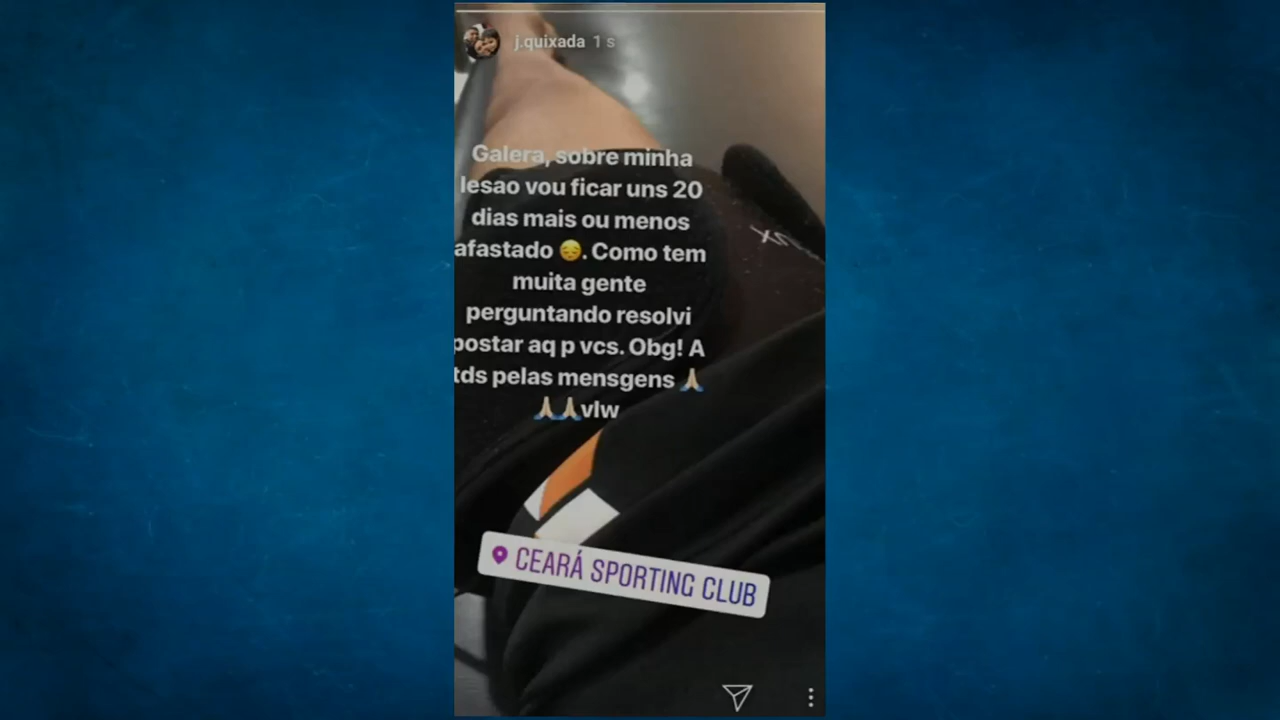 j.quixada 1 s
Galera, sobre minha
lesao vou ficar uns 20
dias mais ou menos
afastado 😔. Como tem
muita gente
perguntando resolvi
postar aq p vcs. Obg! A
tds pelas mensgens 🙏🏼
🙏🏼🙏🏼vlw
CEARÁ SPORTING CLUB